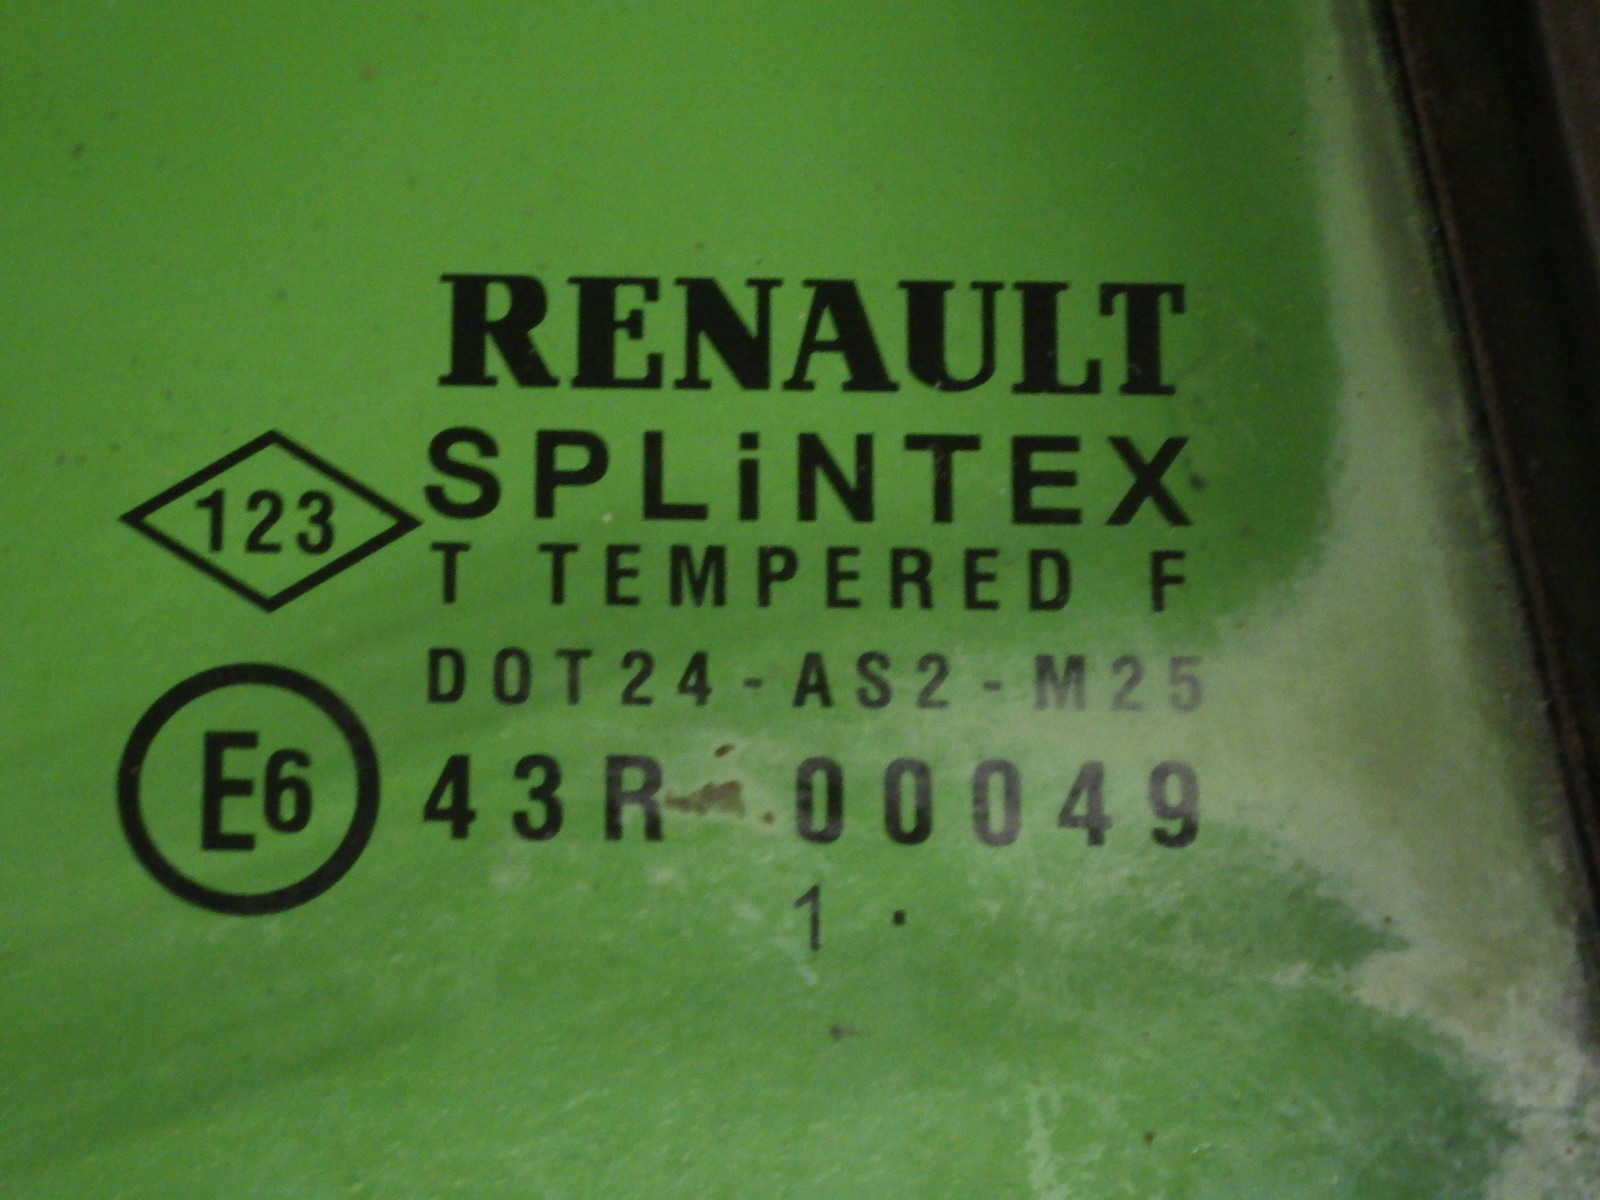 RENAULT
SPLiNTEX
123
T TEMPERED F
DOT24-AS2-M25
E6
43R 00049
1 .